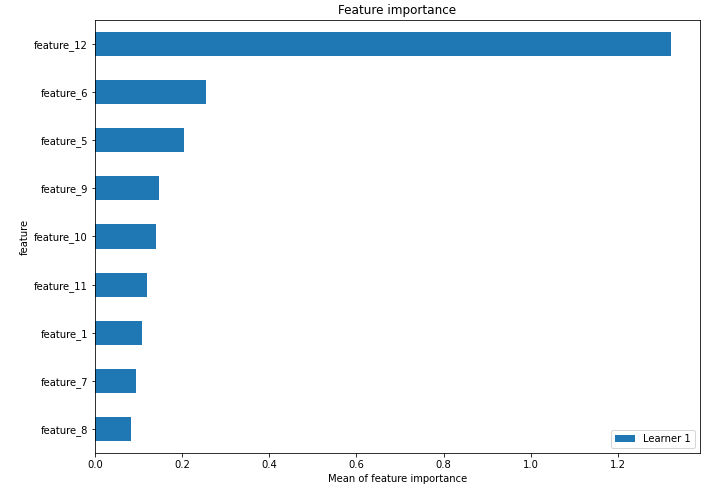 Feature importance
feature_12
feature_6
feature_5
feature_9
feature_10
feature_11
feature_1
feature_7
feature_8
feature
Learner 1
0.0 0.2 0.4 0.6 0.8 1.0 1.2
Mean of feature importance